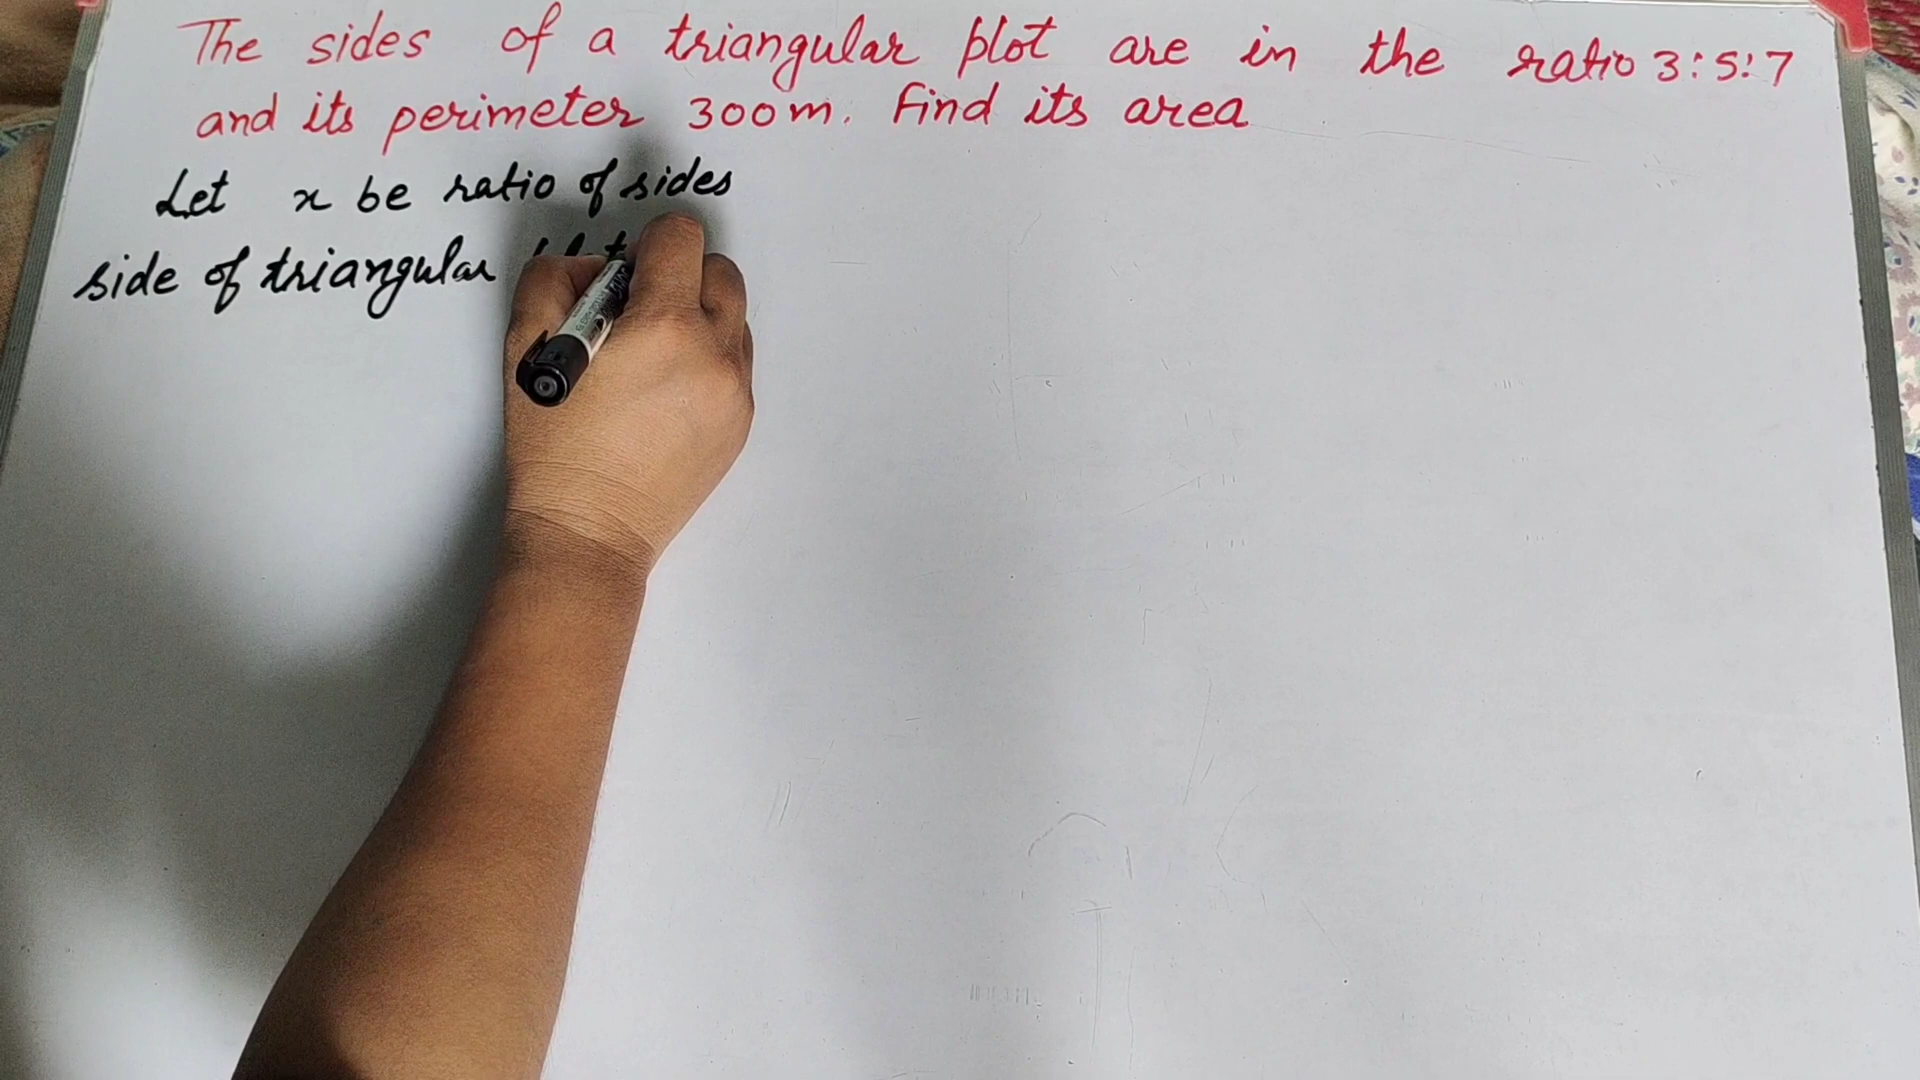 The sides of a triangular plot are in the ratio 3:5:7
and its perimeter 300m. Find its area
Let x be ratio of sides
side of triangular